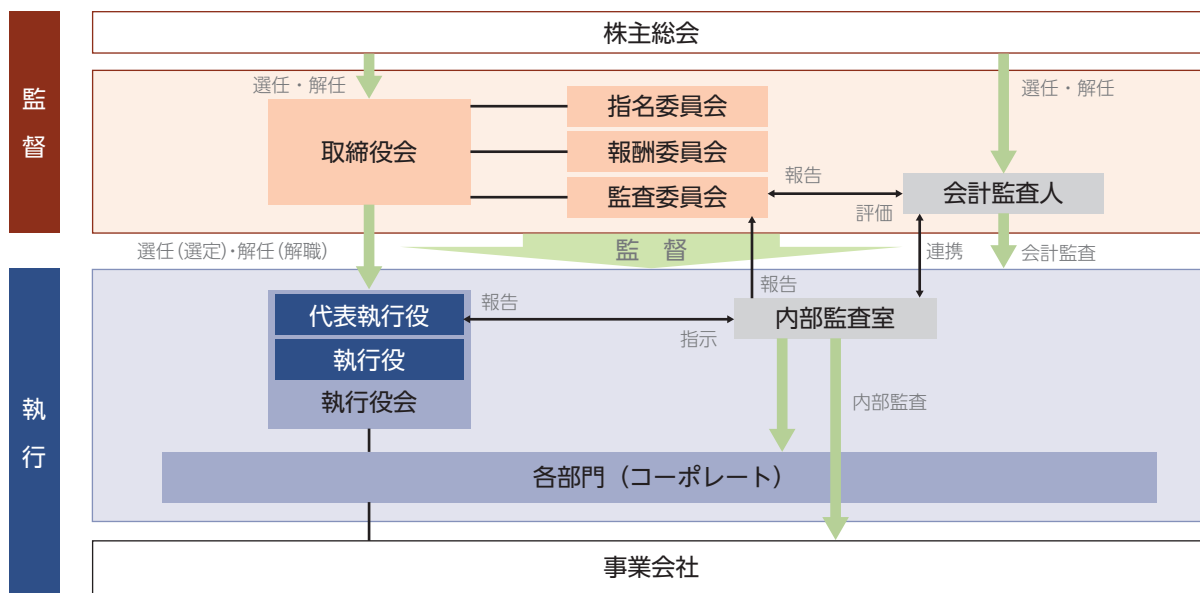 株主総会
監督
選任・解任
選任・解任
指名委員会
取締役会
報酬委員会
監査委員会
報告
会計監査人
評価
選任(選定)・解任(解職)
監　督
連携
会計監査
報告
代表執行役
報告
内部監査室
指示
執行役
執行役会
内部監査
執行
各部門（コーポレート）
事業会社